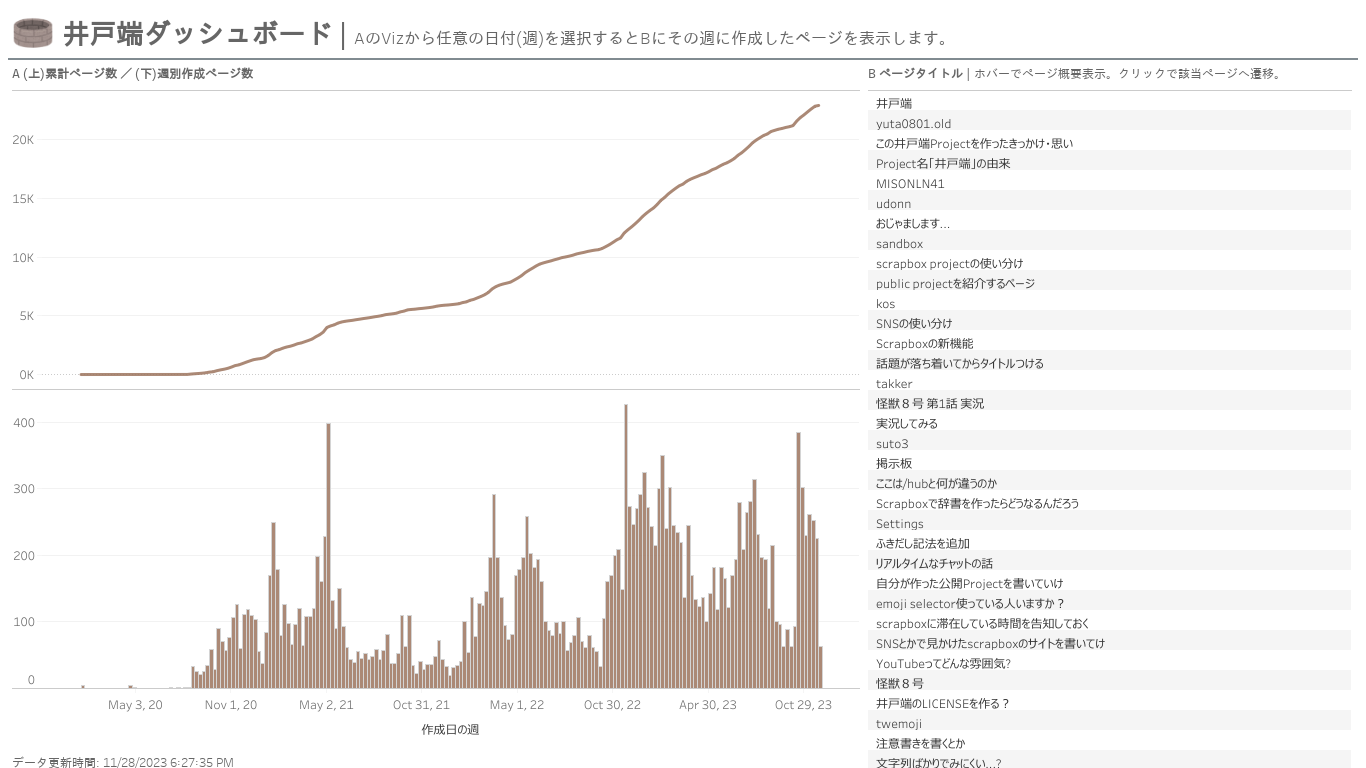 井戸端ダッシュボード | AのVizから任意の日付(週)を選択するとBにその週に作成したページを表示します。
A (上)累計ページ数 ／ (下)週別作成ページ数
20K
15K
10K
5K
0K
400
300
200
100
0
May 3, 20
Nov 1, 20
May 2, 21
Oct 31, 21
May 1, 22
Oct 30, 22
Apr 30, 23
Oct 29, 23
作成日の週
データ更新時間: 11/28/2023 6:27:35 PM
B ページタイトル | ホバーでページ概要表示。クリックで該当ページへ遷移。
井戸端
yuta0801.old
この井戸端Projectを作ったきっかけ・思い
Project名「井戸端」の由来
MISONLN41
udonn
おじゃまします…
sandbox
scrapbox projectの使い分け
public projectを紹介するページ
kos
SNSの使い分け
Scrapboxの新機能
話題が落ち着いてからタイトルつける
takker
怪獣８号 第1話 実況
実況してみる
suto3
掲示板
ここは/hubと何が違うのか
Scrapboxで辞書を作ったらどうなるんだろう
Settings
ふきだし記法を追加
リアルタイムなチャットの話
自分が作った公開Projectを書いていけ
emoji selector使っている人いますか？
scrapboxに滞在している時間を告知しておく
SNSとかで見かけたscrapboxのサイトを書いてけ
YouTubeってどんな雰囲気?
怪獣８号
井戸端のLICENSEを作る？
twemoji
注意書きを書くとか
文字列ばかりでみにくい…?